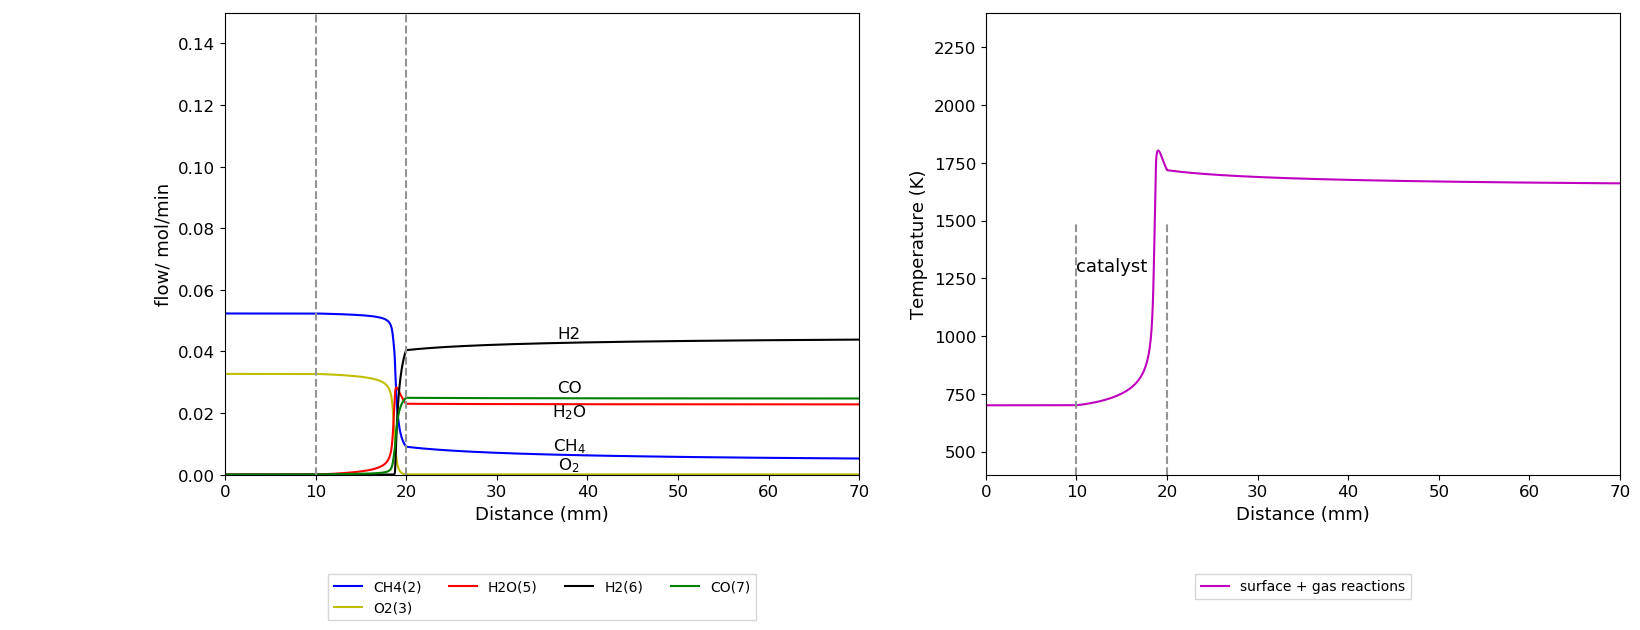 0.14
0.12
0.10
0.08
0.06
0.04
0.02
0.00
flow/ mol/min
H2
CO
H₂O
CH₄
O₂
0 10 20 30 40 50 60 70
Distance (mm)
CH4(2) H2O(5) H2(6) CO(7)
O2(3)
2250
2000
1750
1500
1250
1000
750
500
Temperature (K)
catalyst
0 10 20 30 40 50 60 70
Distance (mm)
surface + gas reactions